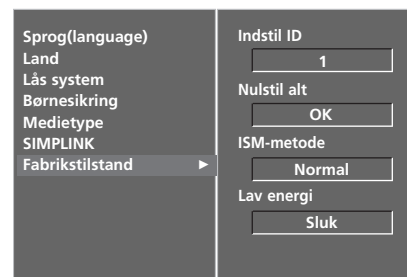 Sprog(language)
Land
Lås system
Børnesikring
Medietype
SIMPLINK
Fabrikstilstand ►
Indstil ID
1
Nulstil alt
OK
ISM-metode
Normal
Lav energi
Sluk